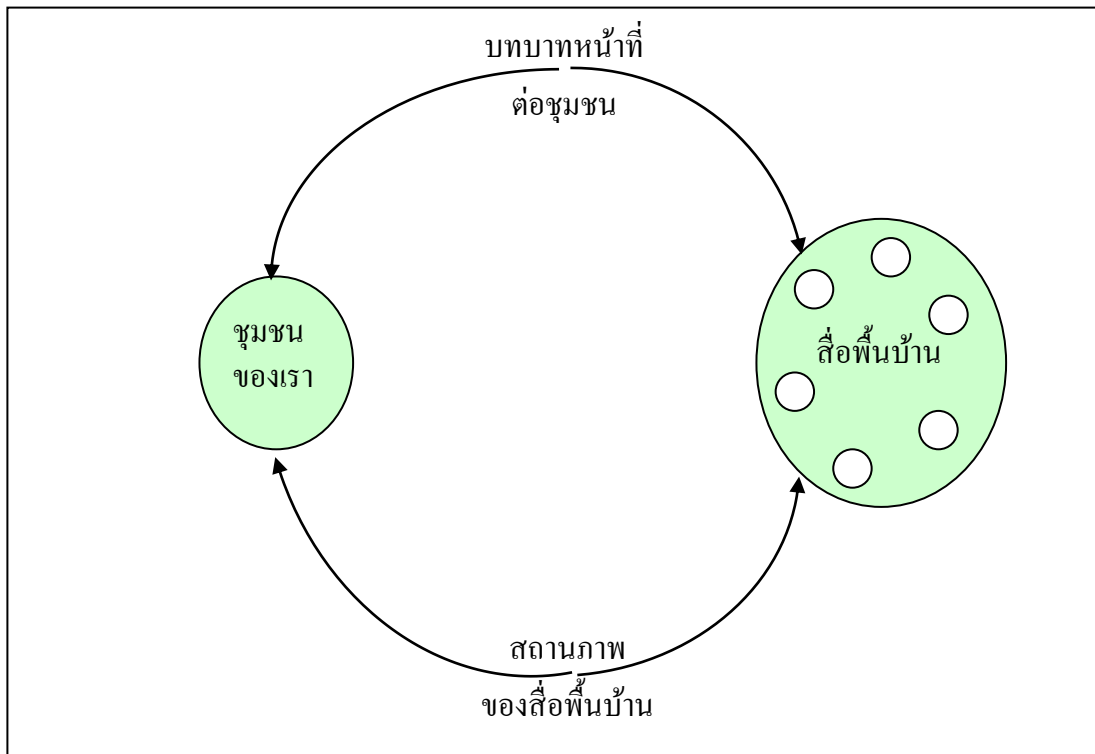 บทบาทหน้าที่
ต่อชุมชน
ชุมชน
ของเรา
สื่อพื้นบ้าน
สถานภาพ
ของสื่อพื้นบ้าน